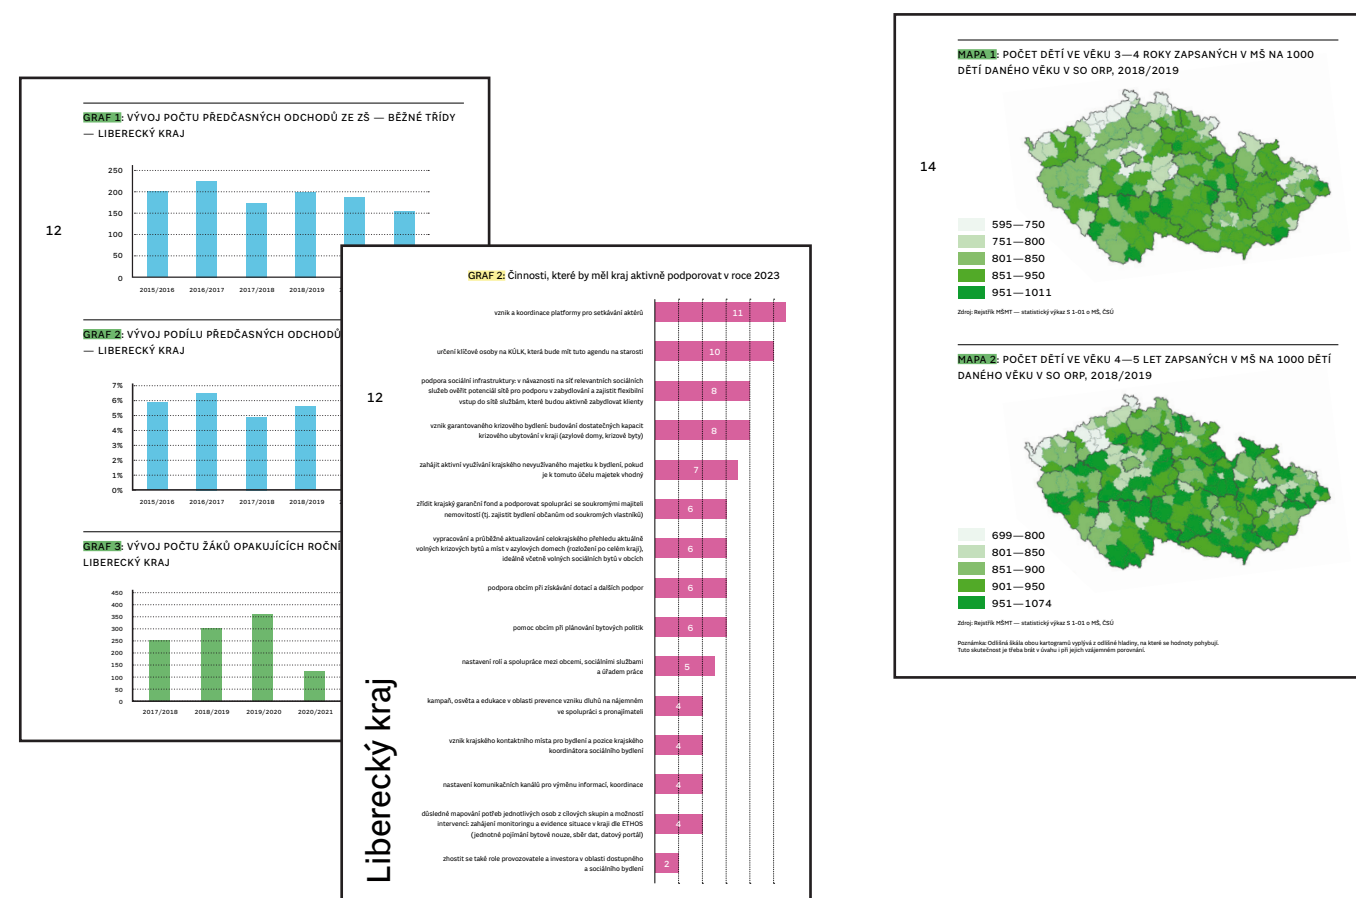 GRAF 1: VÝVOJ POČTU PŘEDČASNÝCH ODCHODŮ ZE ZŠ — BĚŽNÉ TŘÍDY
— LIBERECKÝ KRAJ
250
200
150
100
50
0
2015/2016 2016/2017 2017/2018 2018/2019
12
GRAF 2: VÝVOJ PODÍLU PŘEDČASNÝCH ODCHODŮ
— LIBERECKÝ KRAJ
7%
6%
5%
4%
3%
2%
1%
0%
2015/2016 2016/2017 2017/2018 2018/2019
GRAF 3: VÝVOJ POČTU ŽÁKŮ OPAKUJÍCÍCH ROČNÍ
LIBERECKÝ KRAJ
450
400
350
300
250
200
150
100
50
0
2017/2018 2018/2019 2019/2020 2020/2021
GRAF 2: Činnosti, které by měl kraj aktivně podporovat v roce 2023
vznik a koordinace platformy pro setkávání aktérů
11
určení klíčové osoby na KÚLK, která bude mít tuto agendu na starosti
10
podpora sociální infrastruktury: v návaznosti na síť relevantních sociálních
služeb ověřit potenciál sítě pro podporu v zabydlování a zajistit flexibilní
vstup do sítě službám, které budou aktivně zabydlovat klienty
8
vznik garantovaného krizového bydlení: budování dostatečných kapacit
krizového ubytování v kraji (azylové domy, krizové byty)
8
zahájit aktivní využívání krajského nevyužívaného majetku k bydlení, pokud
je k tomuto účelu majetek vhodný
7
zřídit krajský garanční fond a podporovat spolupráci se soukromými majiteli
nemovitostí (tj. zajistit bydlení občanům od soukromých vlastníků)
6
vypracování a průběžné aktualizování celokrajského přehledu aktuálně
volných krizových bytů a míst v azylových domech (rozložení po celém kraji),
ideálně včetně volných sociálních bytů v obcích
6
podpora obcím při získávání dotací a dalších podpor
6
pomoc obcím při plánování bytových politik
6
nastavení rolí a spolupráce mezi obcemi, sociálními službami
a úřadem práce
5
kampaň, osvěta a edukace v oblasti prevence vzniku dluhů na nájemném
ve spolupráci s pronajímateli
4
vznik krajského kontaktního místa pro bydlení a pozice krajského
koordinátora sociálního bydlení
4
nastavení komunikačních kanálů pro výměnu informací, koordinace
4
důsledné mapování potřeb jednotlivých osob z cílových skupin a možností
intervencí: zahájení monitoringu a evidence situace v kraji dle ETHOS
(jednotné pojímání bytové nouze, sběr dat, datový portál)
4
zhostit se také role provozovatele a investora v oblasti dostupného
a sociálního bydlení
2
12
Liberecký kraj
MAPA 1: POČET DĚTÍ VE VĚKU 3—4 ROKY ZAPSANÝCH V MŠ NA 1000
DĚTÍ DANÉHO VĚKU V SO ORP, 2018/2019
14
595—750
751—800
801—850
851—950
951—1011
Zdroj: Rejstřík MŠMT — statistický výkaz S 1-01 o MŠ, ČSÚ
MAPA 2: POČET DĚTÍ VE VĚKU 4—5 LET ZAPSANÝCH V MŠ NA 1000 DĚTÍ
DANÉHO VĚKU V SO ORP, 2018/2019
699—800
801—850
851—900
901—950
951—1074
Zdroj: Rejstřík MŠMT — statistický výkaz S 1-01 o MŠ, ČSÚ
Poznámka: Odlišná škála obou kartogramů vyplývá z odlišné hladiny, na které se hodnoty pohybují.
Tuto skutečnost je třeba brát v úvahu i při jejich vzájemném porovnání.